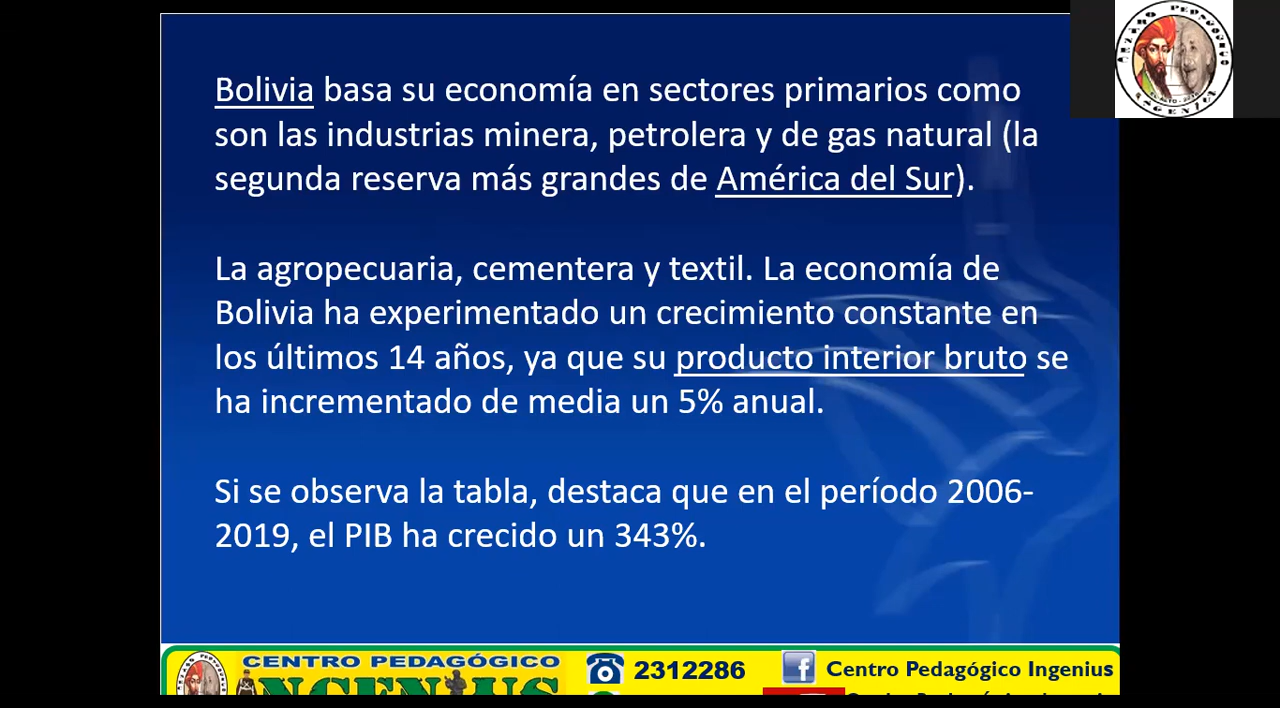 Bolivia basa su economía en sectores primarios como
son las industrias minera, petrolera y de gas natural (la
segunda reserva más grandes de América del Sur).
La agropecuaria, cementera y textil. La economía de
Bolivia ha experimentado un crecimiento constante en
los últimos 14 años, ya que su producto interior bruto se
ha incrementado de media un 5% anual.
Si se observa la tabla, destaca que en el período 2006-
2019, el PIB ha crecido un 343%.
CENTRO PEDAGÓGICO
INGENIUS
2312286
Centro Pedagógico Ingenius
CENTRO PEDAGÓGICO
INGENIUS